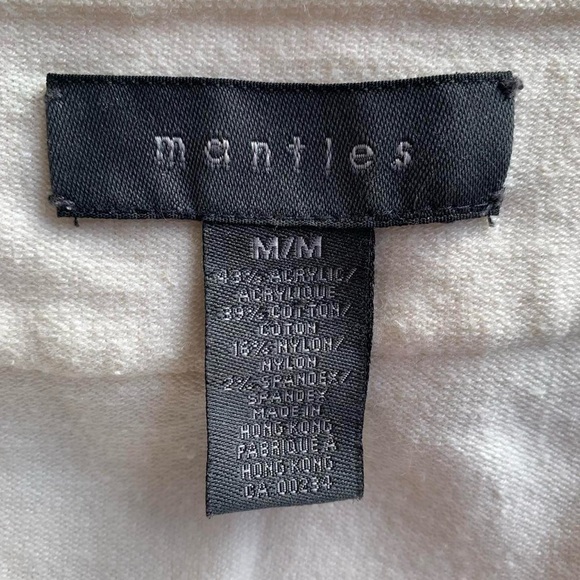 mantles
M/M
43% ACRYLIC/
ACRYLIQUE
39% COTTON/
COTON
16% NYLON/
NYLON
2% SPANDEX/
SPANDEX
MADE IN
HONG KONG
FABRIQUE A
HONG KONG
CA 00234